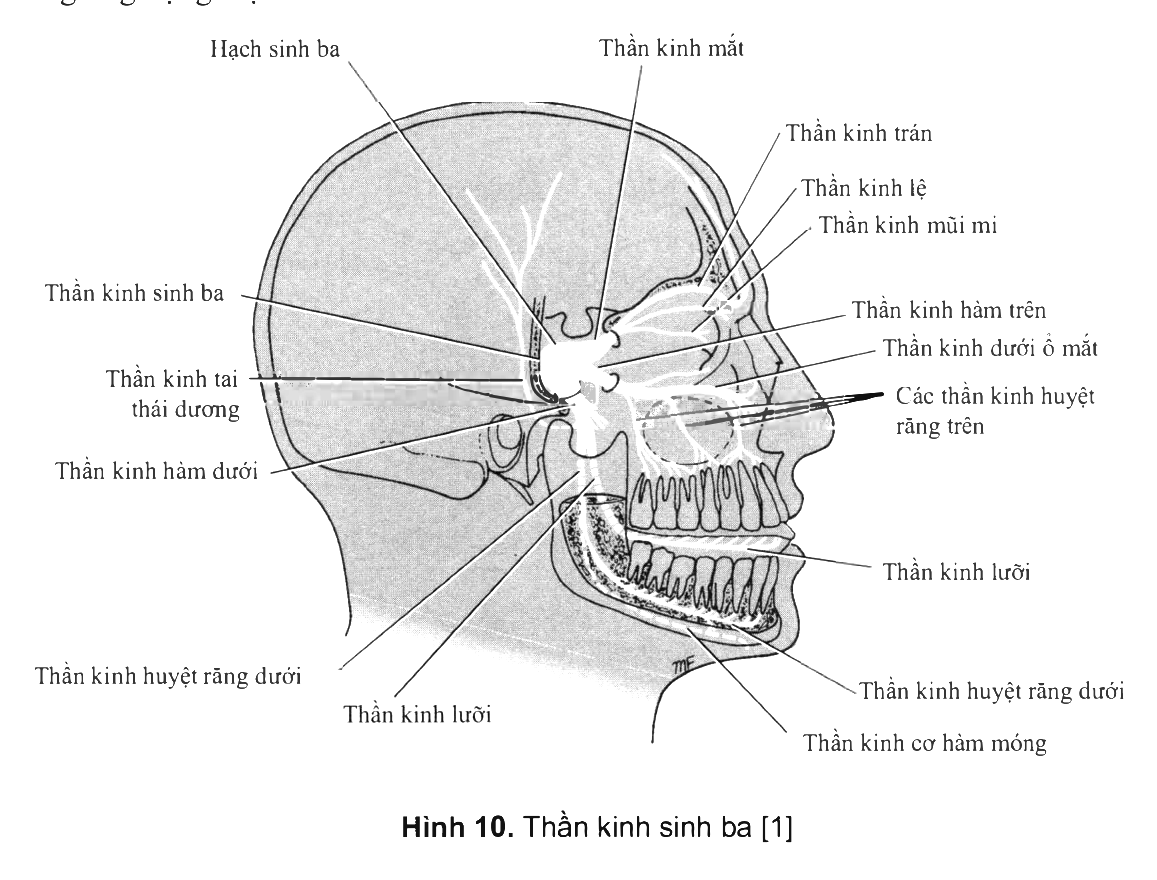 Hạch sinh ba
Thần kinh mắt
Thần kinh trán
Thần kinh lệ
Thần kinh mũi mi
Thần kinh sinh ba
Thần kinh hàm trên
Thần kinh dưới ổ mắt
Thần kinh tai
thái dương
Các thần kinh huyệt
răng trên
Thần kinh hàm dưới
Thần kinh lưỡi
Thần kinh huyệt răng dưới
Thần kinh lưỡi
Thần kinh huyệt răng dưới
Thần kinh cơ hàm móng
Hình 10. Thần kinh sinh ba [1]